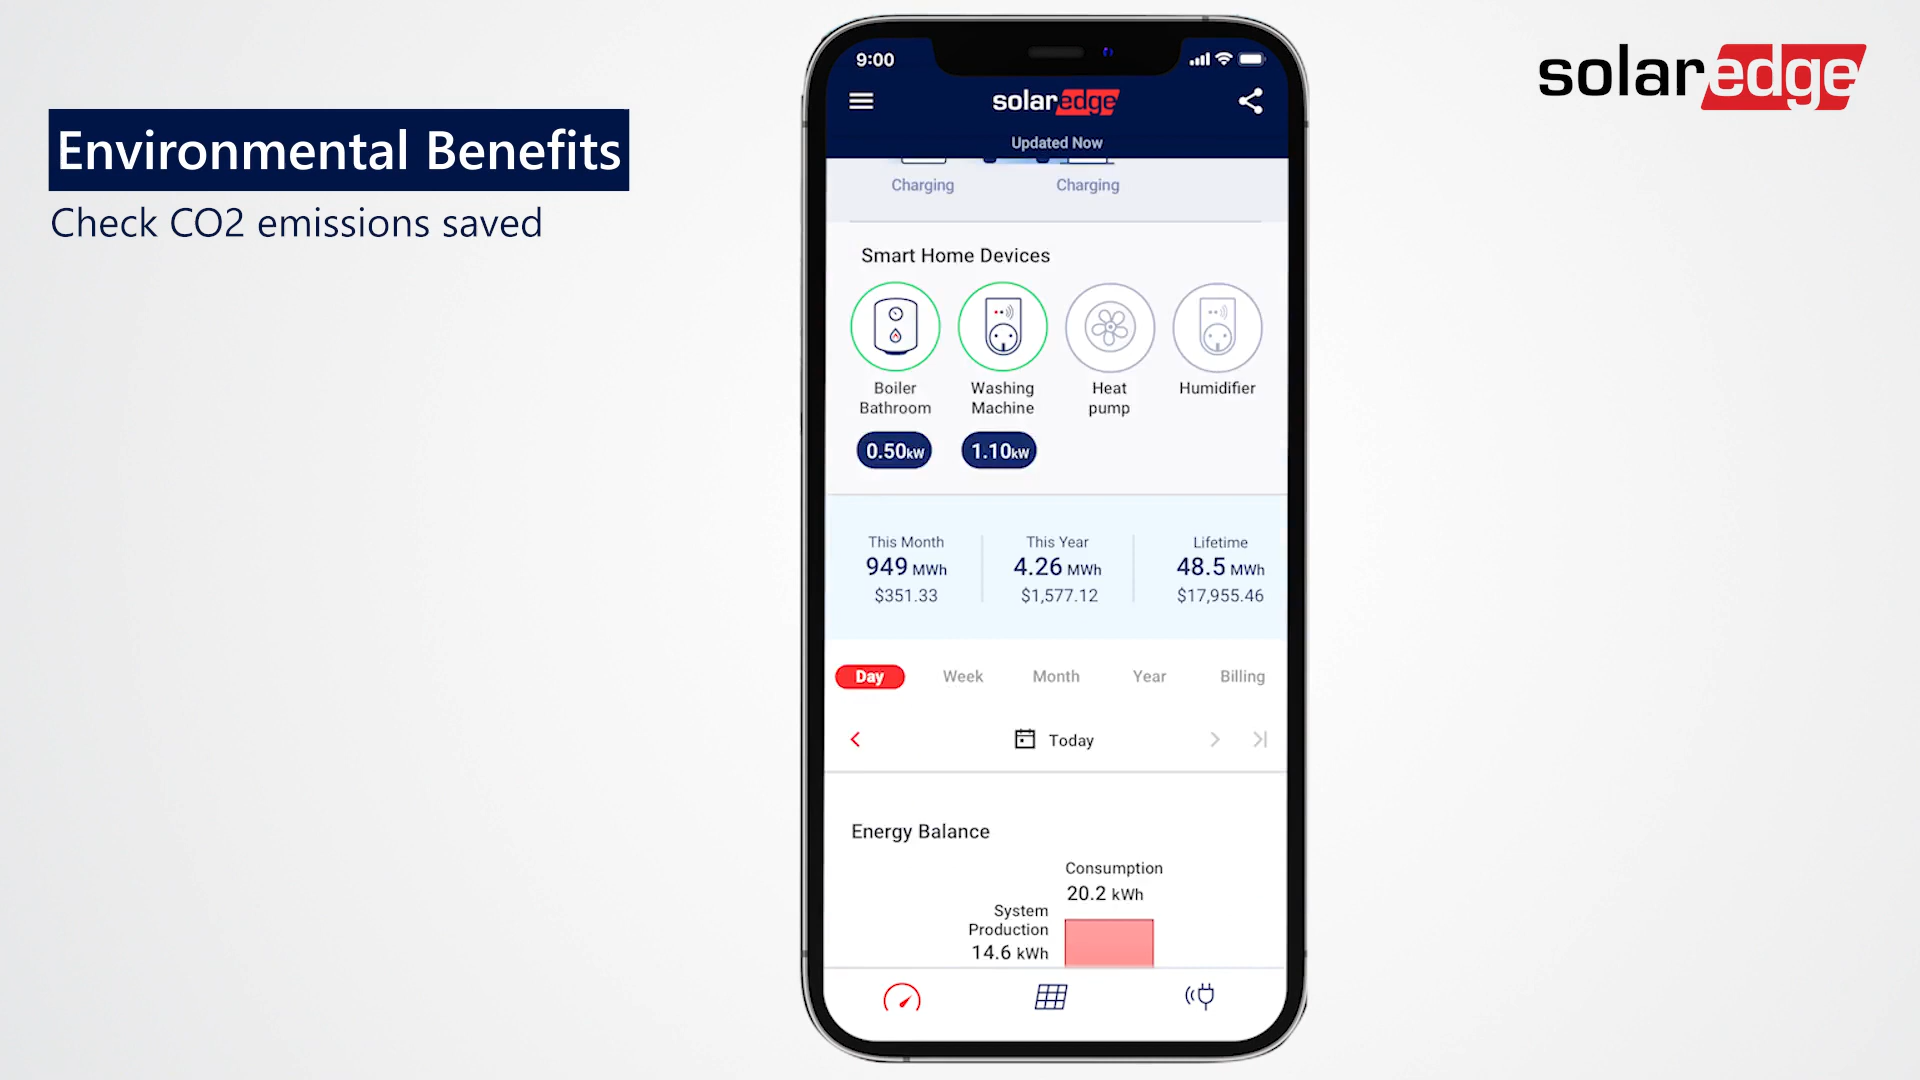 Environmental Benefits
Check CO2 emissions saved
solaredge
9:00
solaredge
Updated Now
Charging Charging
Smart Home Devices
Boiler Bathroom
Washing Machine
Heat pump
Humidifier
0.50kW 1.10kW
This Month This Year Lifetime
949 MWh 4.26 MWh 48.5 MWh
$351.33 $1,577.12 $17,955.46
Day Week Month Year Billing
Today
Energy Balance
Consumption
20.2 kWh
System
Production
14.6 kWh